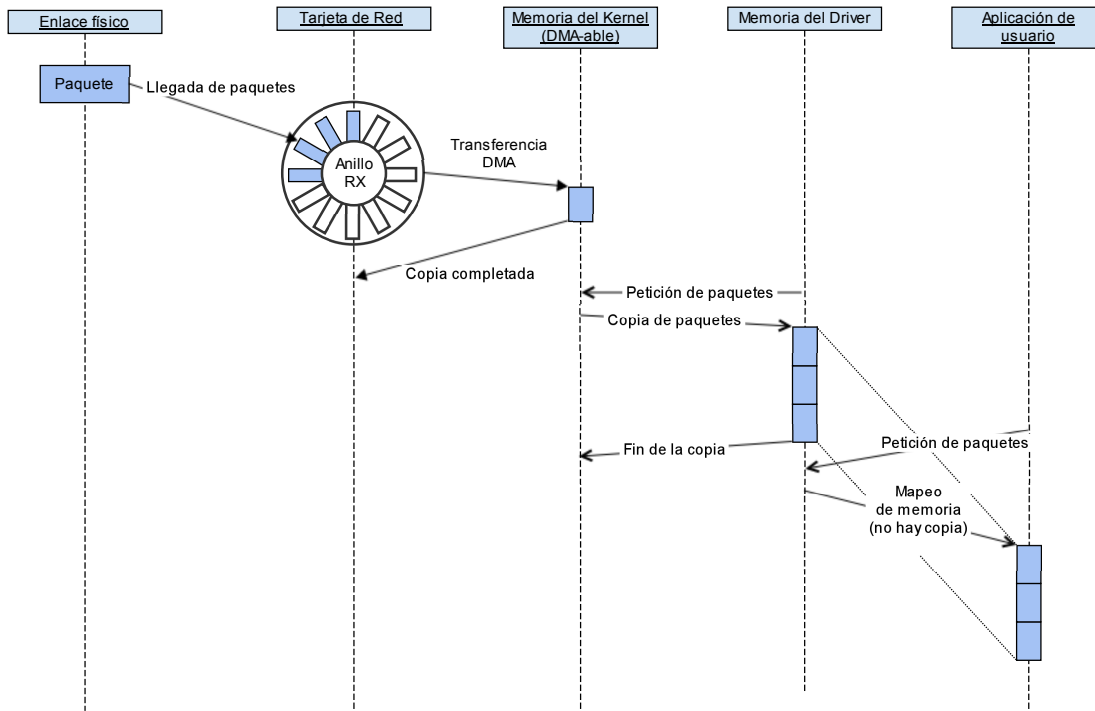 Enlace físico
Tarjeta de Red
Memoria del Kernel
(DMA-able)
Memoria del Driver
Aplicación de
usuario
Paquete
Llegada de paquetes
Anillo
RX
Transferencia
DMA
Copia completada
Petición de paquetes
Copia de paquetes
Fin de la copia
Petición de paquetes
Mapeo
de memoria
(no hay copia)